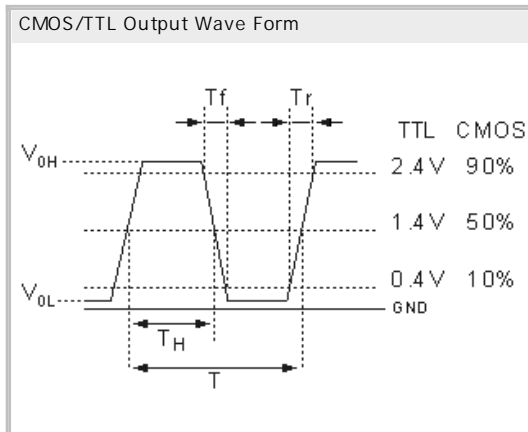 CMOS/TTL Output Wave Form
Tf Tr
TTL CMOS
V0H 2.4V 90%
1.4V 50%
0.4V 10%
V0L GND
TH
T